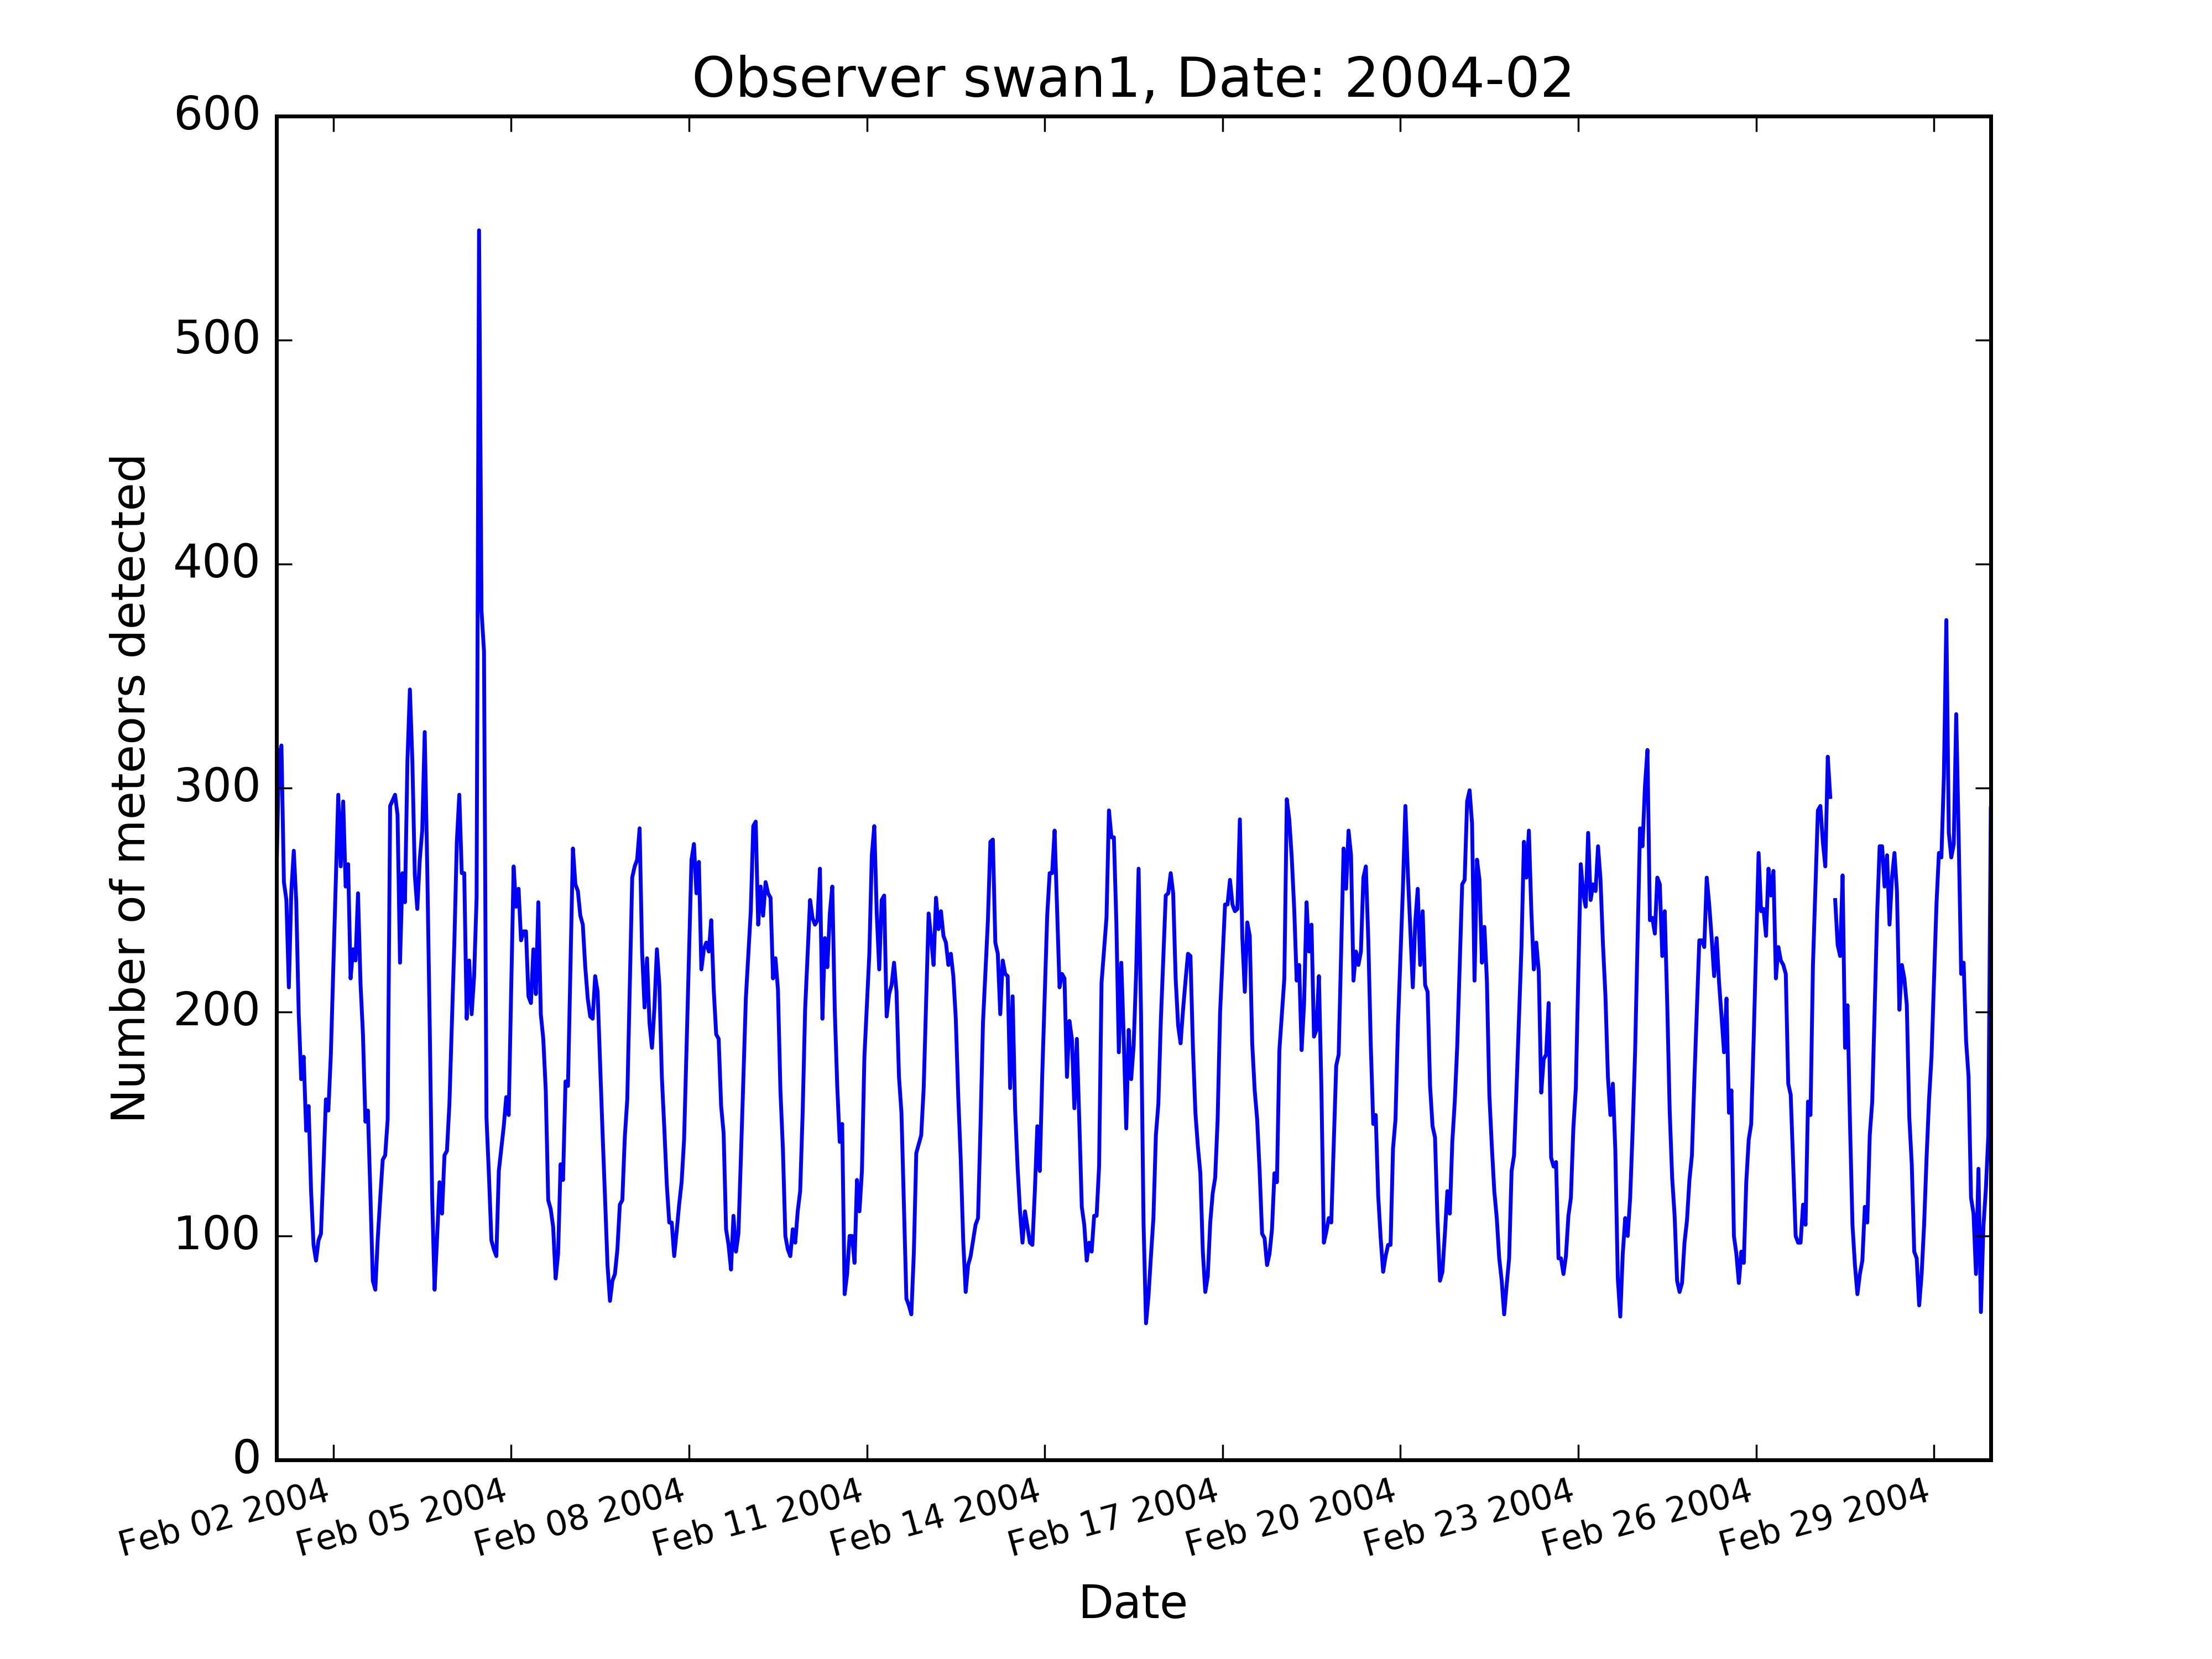 Observer swan1, Date: 2004-02
600
500
400
300
200
100
0
Number of meteors detected
Feb 02 2004
Feb 05 2004
Feb 08 2004
Feb 11 2004
Feb 14 2004
Feb 17 2004
Feb 20 2004
Feb 23 2004
Feb 26 2004
Feb 29 2004
Date